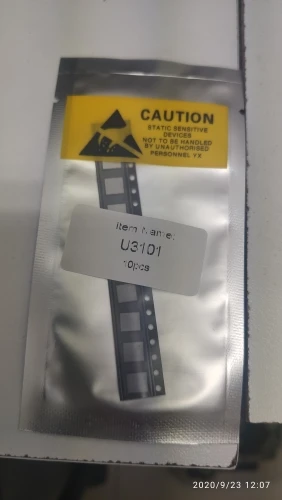 CAUTION
STATIC SENSITIVE
DEVICES
NOT TO BE HANDLED
BY UNAUTHORISED
PERSONNEL YX
Item Name:
U3101
10pcs
2020/9/23 12:07